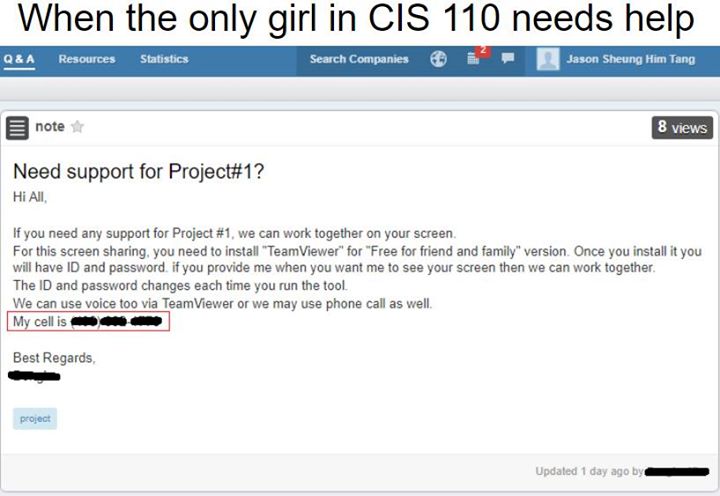 When the only girl in CIS 110 needs help
Q & A Resources Statistics Search Companies 2 Jason Sheung Him Tang
note 8 views
Need support for Project#1?
Hi All,
If you need any support for Project #1, we can work together on your screen.
For this screen sharing, you need to install "TeamViewer" for "Free for friend and family" version. Once you install it you
will have ID and password. if you provide me when you want me to see your screen then we can work together.
The ID and password changes each time you run the tool.
We can use voice too via TeamViewer or we may use phone call as well.
My cell is
Best Regards,
project
Updated 1 day ago by